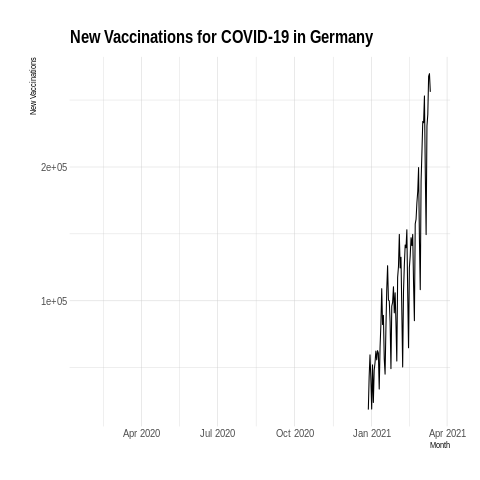 New Vaccinations for COVID-19 in Germany
New Vaccinations
2e+05
1e+05
Apr 2020 Jul 2020 Oct 2020 Jan 2021 Apr 2021
Month